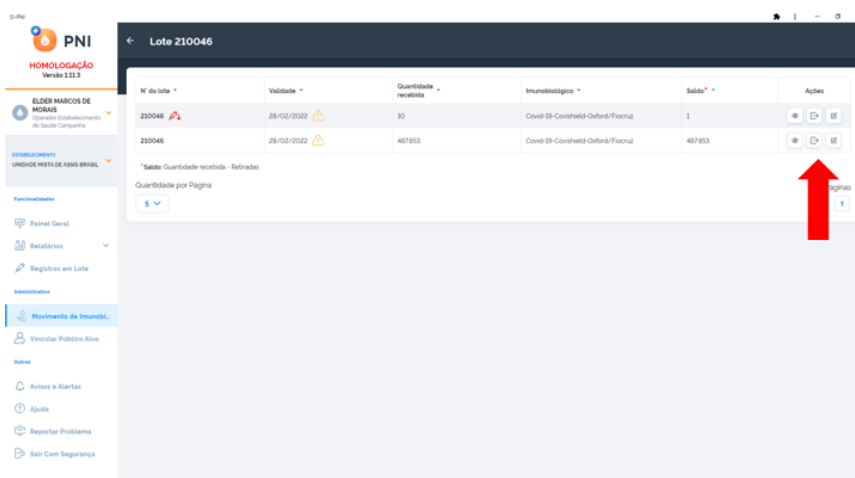 SI-PNI
PNI
HOMOLOGAÇÃO
Versão 1.11.3
ELDER MARCOS DE MORAIS
Operador Estabelecimento de Saúde Campanha
ESTABELECIMENTO
UNIDADE MISTA DE ASSIS BRASIL
Funcionalidades
Painel Geral
Relatórios
Registros em Lote
Administrativo
Movimento de Imunobi...
Vincular Público Alvo
Outros
Avisos e Alertas
Ajuda
Reportar Problema
Sair Com Segurança
Lote 210046
N° do lote Validade Quantidade recebida Imunobiológico Saldo* Ações
210046 28/02/2022 10 Covid-19-Covishield-Oxford/Fiocruz 1
210046 28/02/2022 487.853 Covid-19-Covishield-Oxford/Fiocruz 487.853
*Saldo: Quantidade recebida - Retiradas
Quantidade por Página
5
1